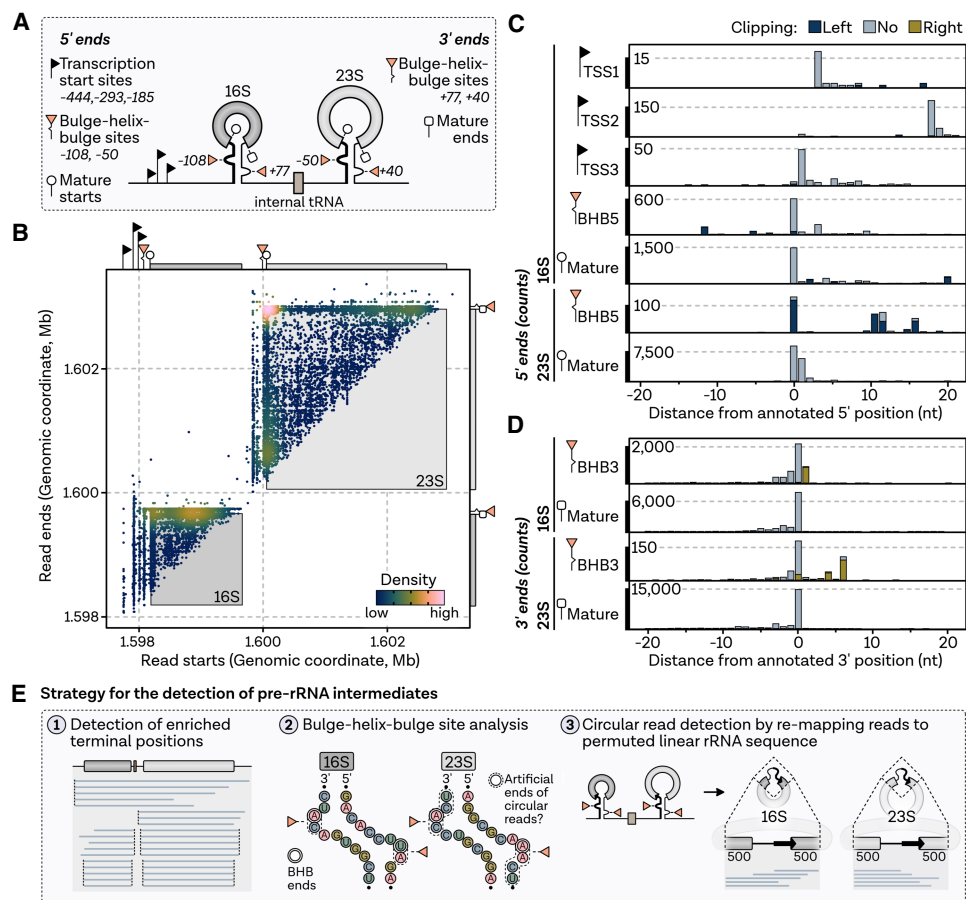 A
5' ends
3' ends
Transcription
start sites
-444,-293,-185
Bulge-helix-
bulge sites
-108, -50
Mature
starts
16S
23S
Bulge-helix-
bulge sites
+77, +40
Mature
ends
-108
+77
-50
+40
internal tRNA
B
Read ends (Genomic coordinate, Mb)
1.602
1.600
1.598
23S
16S
Density
low
high
1.598
1.600
1.602
Read starts (Genomic coordinate, Mb)
C
Clipping:
Left
No
Right
5' ends (counts)
16S
23S
TSS1
15
TSS2
150
TSS3
50
BHB5
600
Mature
1,500
BHB5
100
Mature
7,500
-20
-10
0
10
20
Distance from annotated 5' position (nt)
D
3' ends (counts)
16S
23S
BHB3
2,000
Mature
6,000
BHB3
150
Mature
15,000
-20
-10
0
10
20
Distance from annotated 3' position (nt)
E Strategy for the detection of pre-rRNA intermediates
1 Detection of enriched
terminal positions
2 Bulge-helix-bulge site analysis
16S
3' 5'
23S
3' 5'
Artificial
ends of
circular
reads?
BHB
ends
3 Circular read detection by re-mapping reads to
permuted linear rRNA sequence
16S
500
500
23S
500
500